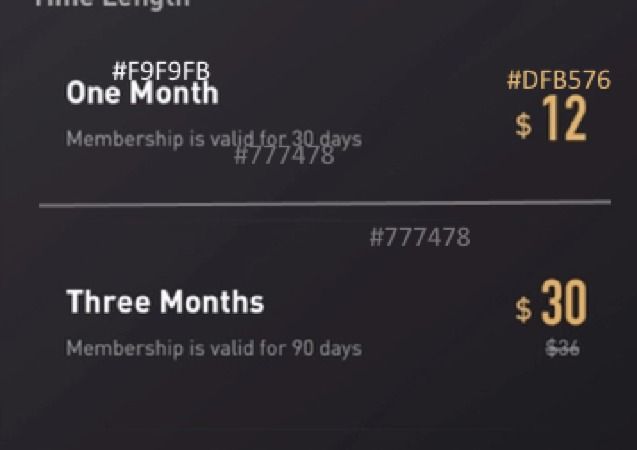 Time Length
#F9F9FB
One Month
#DFB576
$ 12
Membership is valid for 30 days
#777478
#777478
Three Months
$ 30
Membership is valid for 90 days
$36